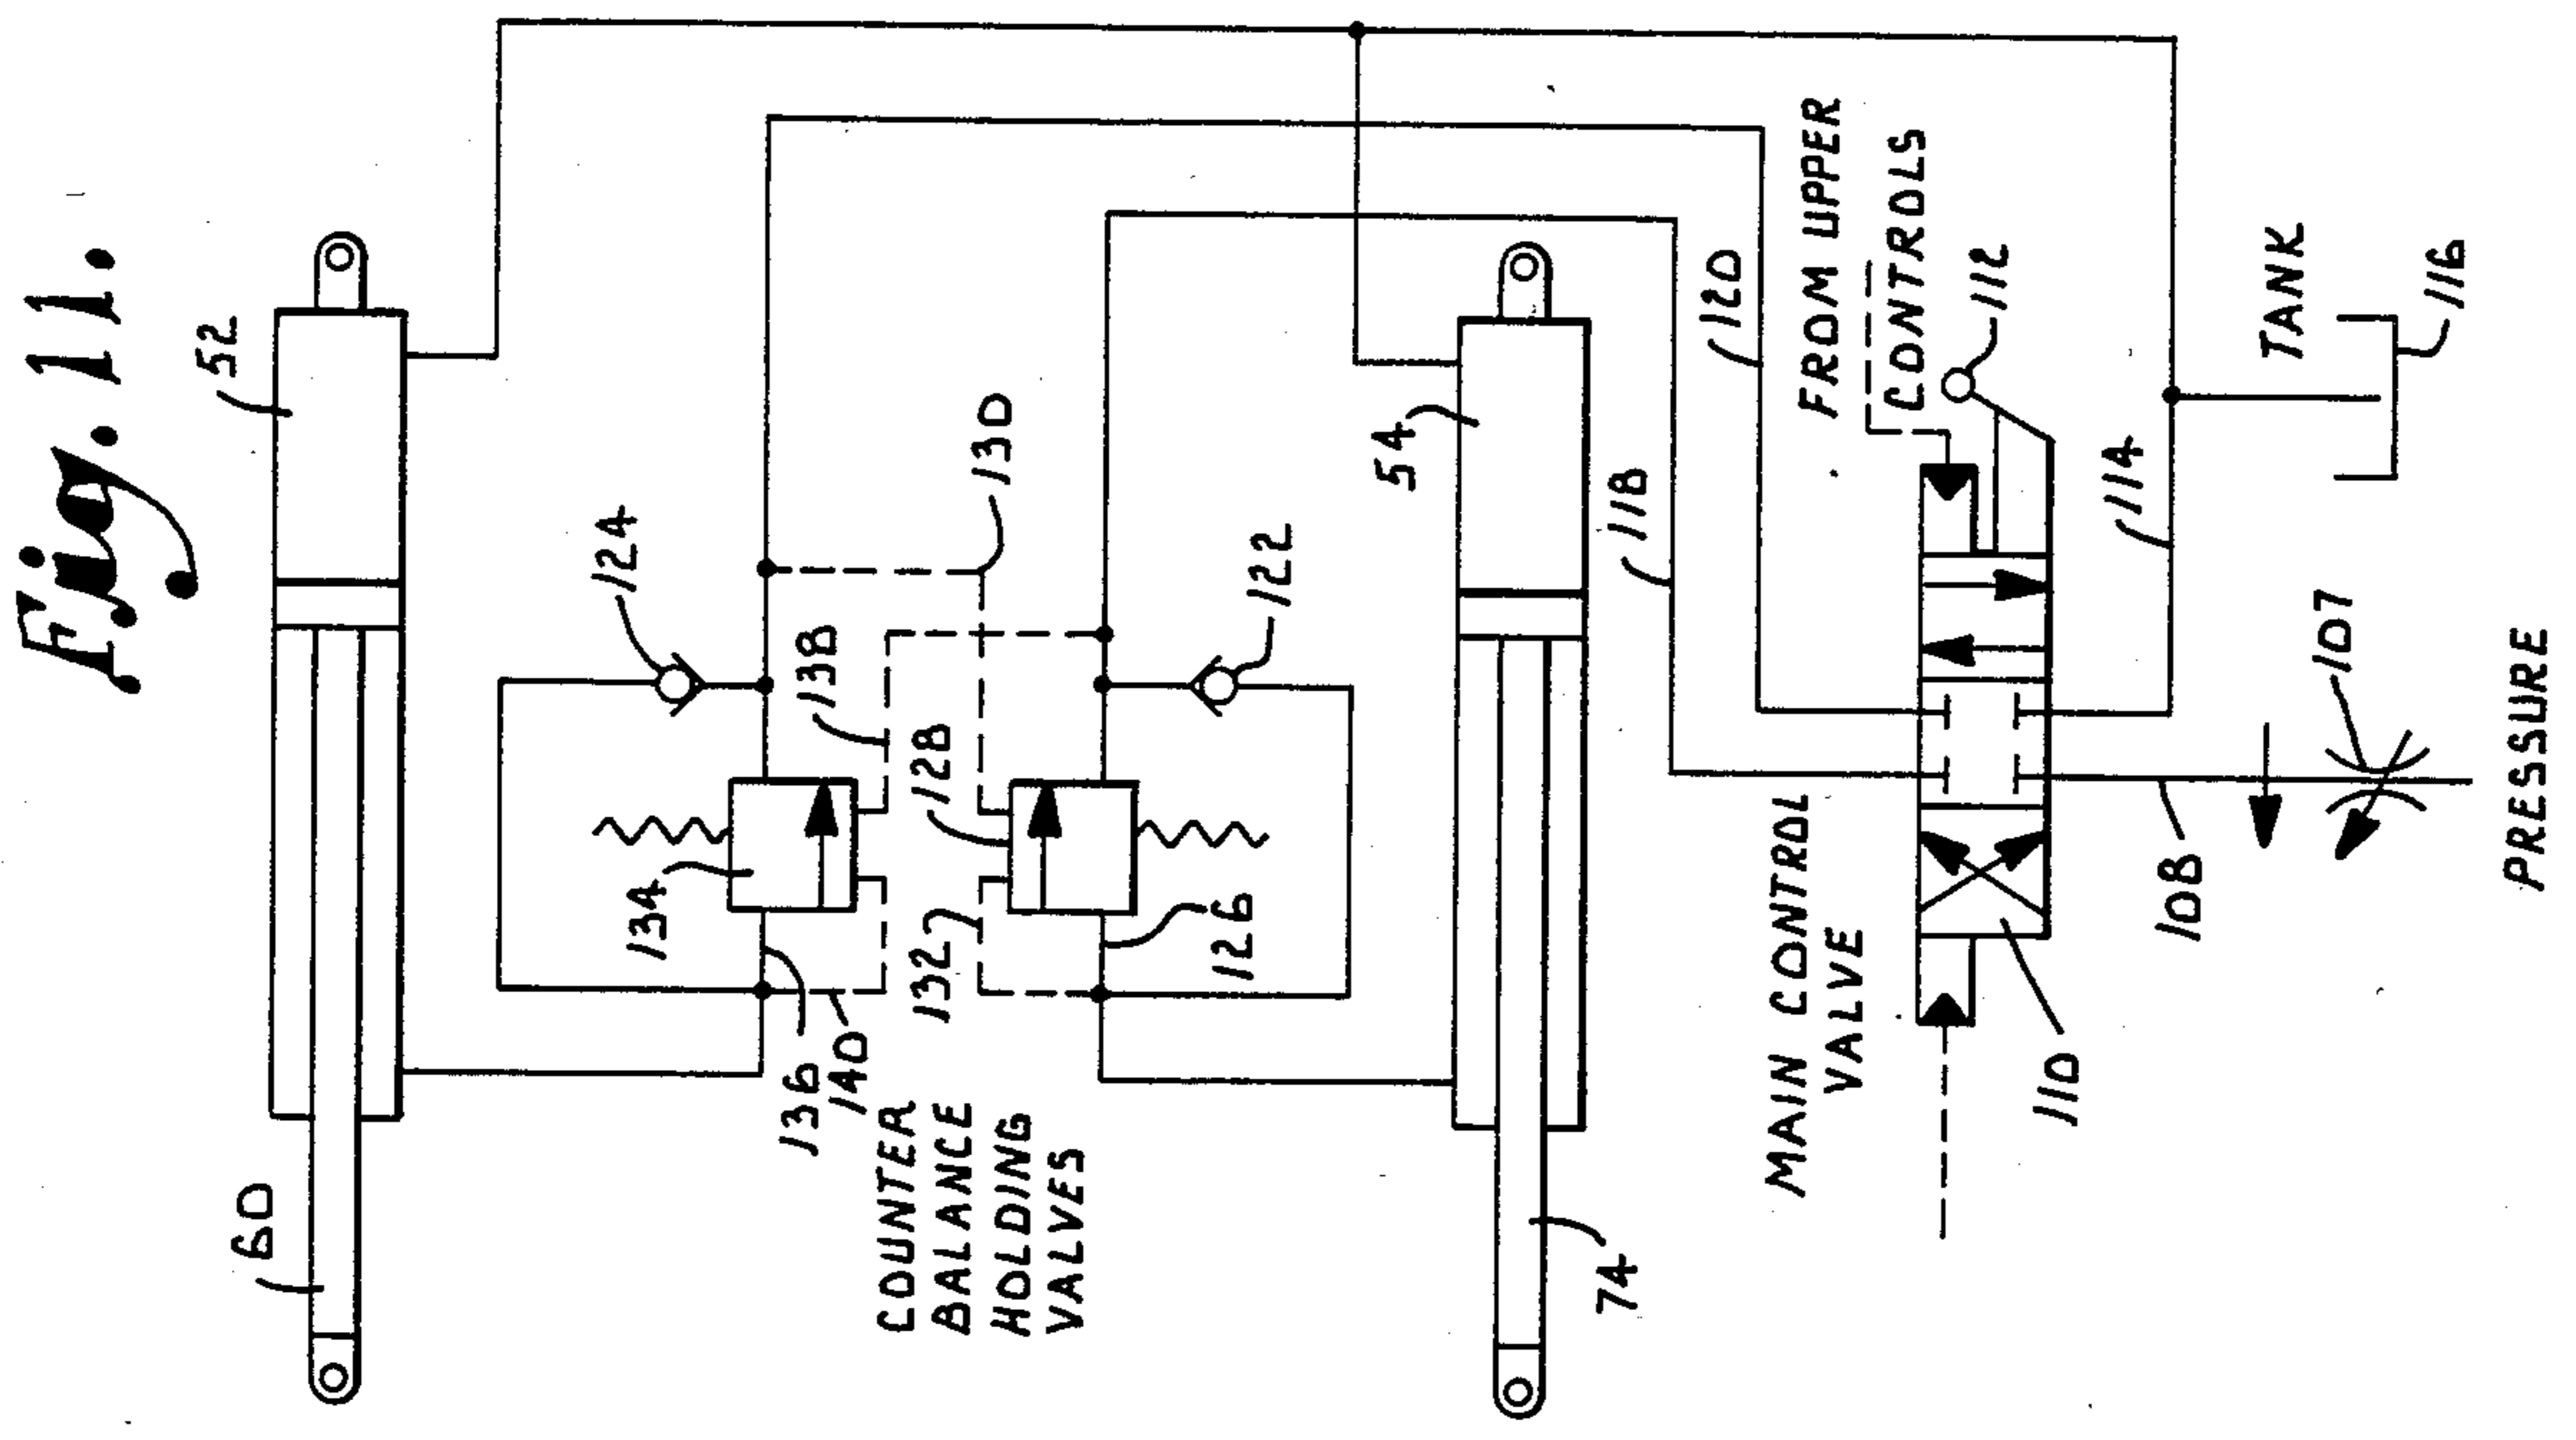 Fig. 11.
52
60
124
134
138
130
136
140
COUNTER
BALANCE
HOLDING
VALVES
132
128
126
122
54
74
118
120
FROM UPPER
CONTROLS
112
MAIN CONTROL
VALVE
110
114
108
107
TANK
116
PRESSURE